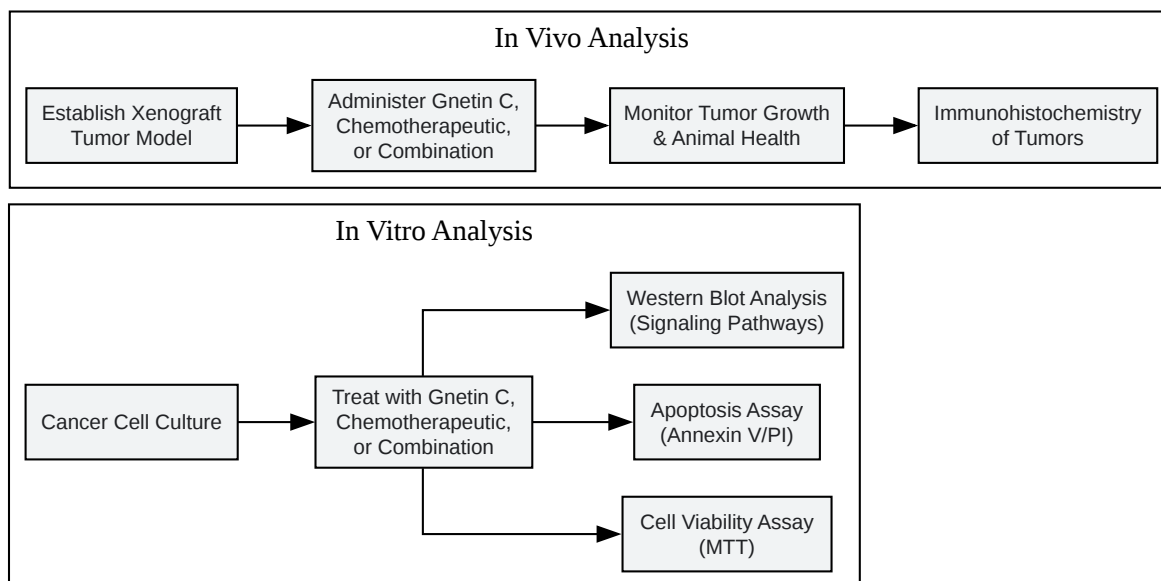 In Vivo Analysis
Establish Xenograft
Tumor Model
Administer Gnetin C,
Chemotherapeutic,
or Combination
Monitor Tumor Growth
& Animal Health
Immunohistochemistry
of Tumors
In Vitro Analysis
Cancer Cell Culture
Treat with Gnetin C,
Chemotherapeutic,
or Combination
Western Blot Analysis
(Signaling Pathways)
Apoptosis Assay
(Annexin V/PI)
Cell Viability Assay
(MTT)